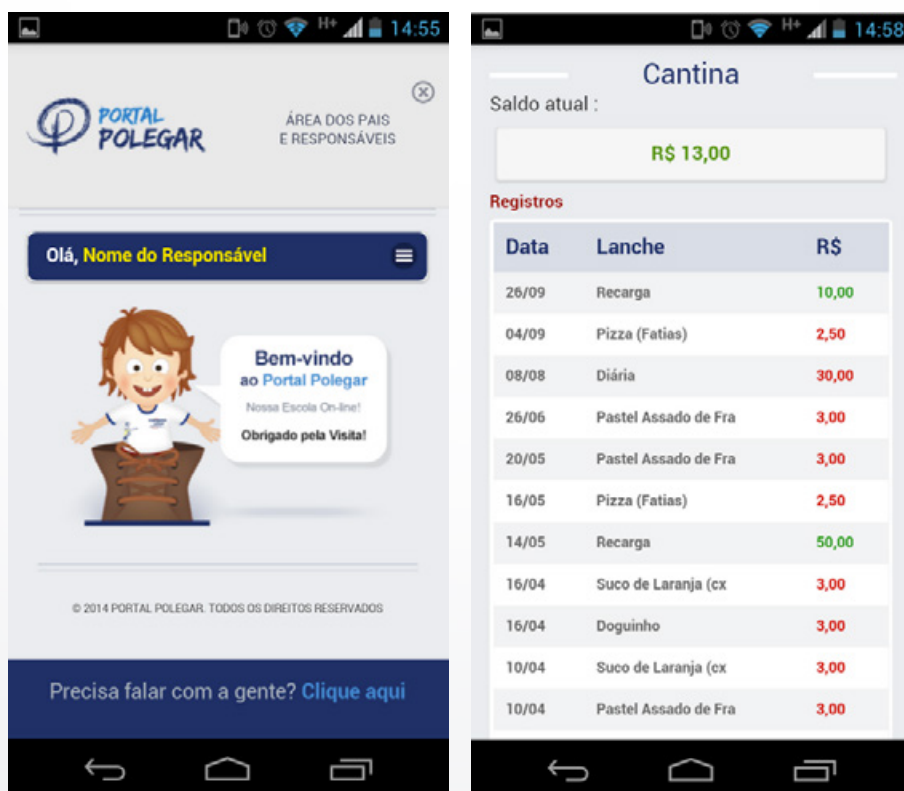 H+ 14:55
PORTAL
POLEGAR
ÁREA DOS PAIS
E RESPONSÁVEIS
Olá, Nome do Responsável
Bem-vindo
ao Portal Polegar
Nossa Escola On-line!
Obrigado pela Visita!
© 2014 PORTAL POLEGAR. TODOS OS DIREITOS RESERVADOS
Precisa falar com a gente? Clique aqui
H+ 14:58
Cantina
Saldo atual :
R$ 13,00
Registros
Data Lanche R$
26/09 Recarga 10,00
04/09 Pizza (Fatias) 2,50
08/08 Diária 30,00
26/06 Pastel Assado de Fra 3,00
20/05 Pastel Assado de Fra 3,00
16/05 Pizza (Fatias) 2,50
14/05 Recarga 50,00
16/04 Suco de Laranja (cx 3,00
16/04 Doguinho 3,00
10/04 Suco de Laranja (cx 3,00
10/04 Pastel Assado de Fra 3,00